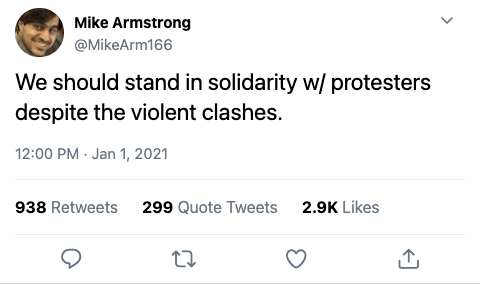 Mike Armstrong
@MikeArm166
We should stand in solidarity w/ protesters
despite the violent clashes.
12:00 PM · Jan 1, 2021
938 Retweets 299 Quote Tweets 2.9K Likes